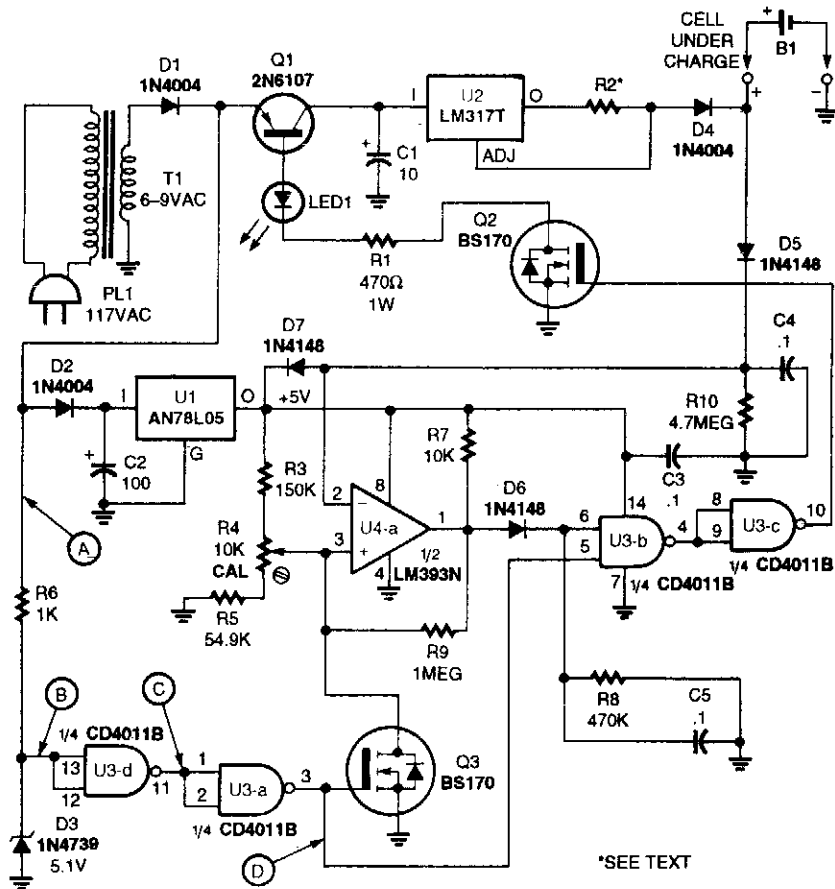 CELL
UNDER
CHARGE
+
B1
+
−
D1
1N4004
Q1
2N6107
I
U2
LM317T
O
ADJ
R2*
D4
1N4004
T1
6–9VAC
PL1
117VAC
+
C1
10
LED1
R1
470Ω
1W
Q2
BS170
D5
1N4148
D2
1N4004
I
U1
AN78L05
O
G
+5V
D7
1N4148
C4
.1
R10
4.7MEG
+
C2
100
R3
150K
R4
10K
CAL
R5
54.9K
R7
10K
8
2
−
3
+
U4-a
1
4
1/2
LM393N
D6
1N4148
C3
.1
14
6
5
U3-b
4
7
1/4 CD4011B
8
9
U3-c
10
1/4 CD4011B
A
R6
1K
R9
1MEG
R8
470K
C5
.1
B
C
1/4 CD4011B
13
12
U3-d
11
1
2
U3-a
3
1/4 CD4011B
Q3
BS170
D3
1N4739
5.1V
D
*SEE TEXT